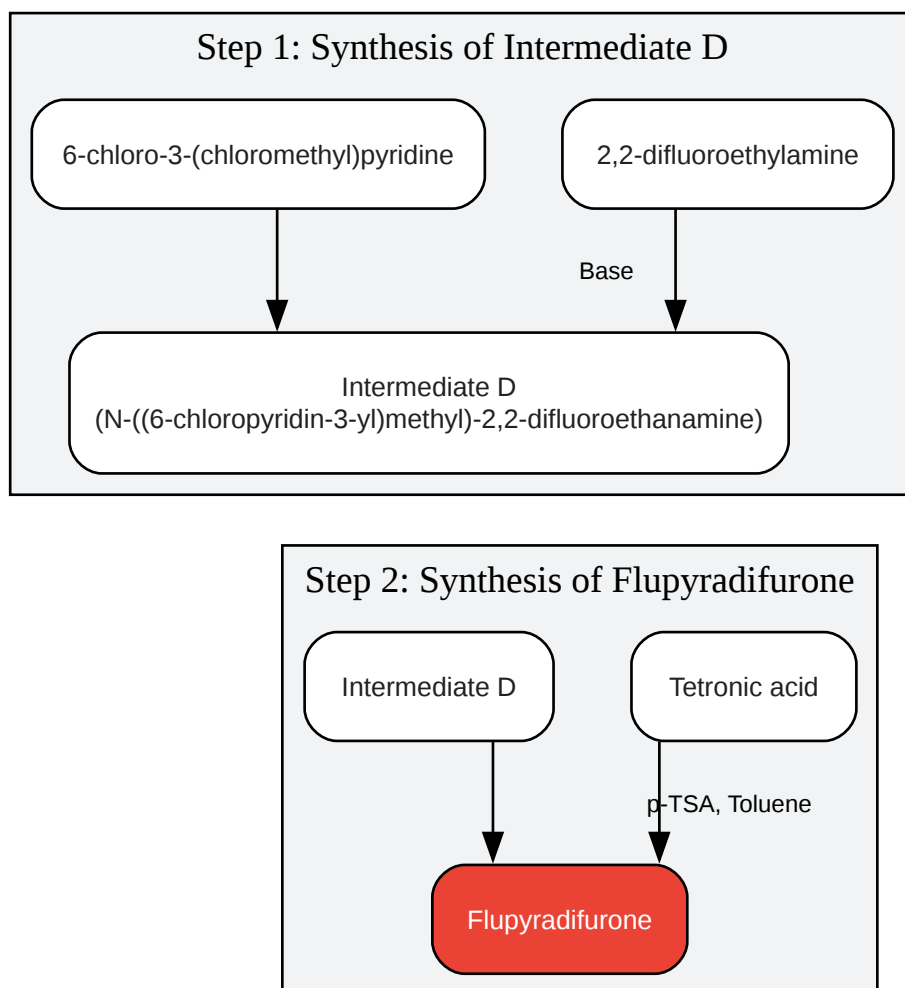 Step 1: Synthesis of Intermediate D
6-chloro-3-(chloromethyl)pyridine
2,2-difluoroethylamine
Base
Intermediate D
(N-((6-chloropyridin-3-yl)methyl)-2,2-difluoroethanamine)
Step 2: Synthesis of Flupyradifurone
Intermediate D
Tetronic acid
p-TSA, Toluene
Flupyradifurone